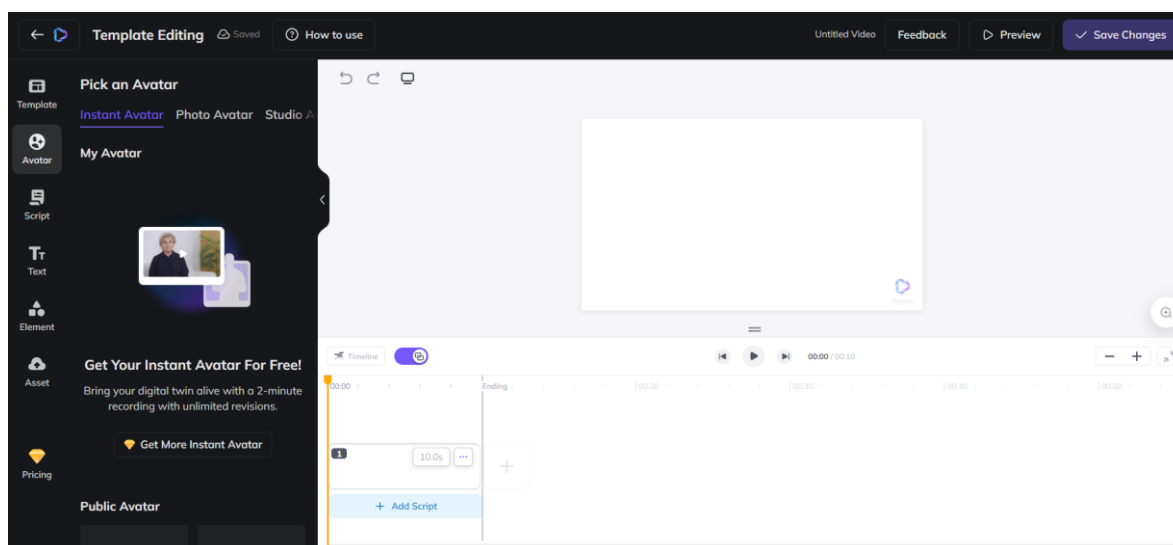 Template Editing
Saved
How to use
Untitled Video
Feedback
Preview
Save Changes
Template
Avatar
Script
Text
Element
Asset
Pricing
Pick an Avatar
Instant Avatar Photo Avatar Studio A
My Avatar
Get Your Instant Avatar For Free!
Bring your digital twin alive with a 2-minute
recording with unlimited revisions.
Get More Instant Avatar
Public Avatar
Timeline
00:00 / 00:10
00:00
Ending
00:20
00:30
00:40
00:50
1
10.0s
+ Add Script